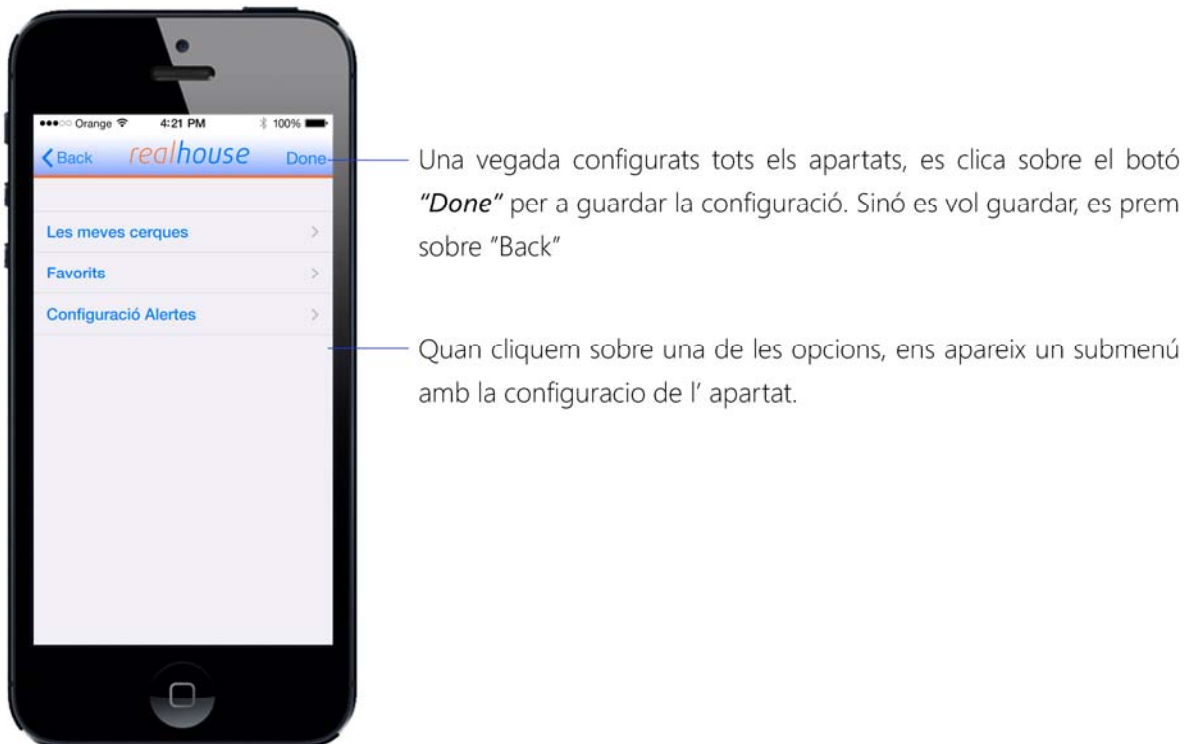 ●●●○○ Orange 4:21 PM 100%
Back realhouse Done
Les meves cerques
Favorits
Configuració Alertes
Una vegada configurats tots els apartats, es clica sobre el botó
"Done" per a guardar la configuració. Sinó es vol guardar, es prem
sobre "Back"
Quan cliquem sobre una de les opcions, ens apareix un submenú
amb la configuracio de l' apartat.